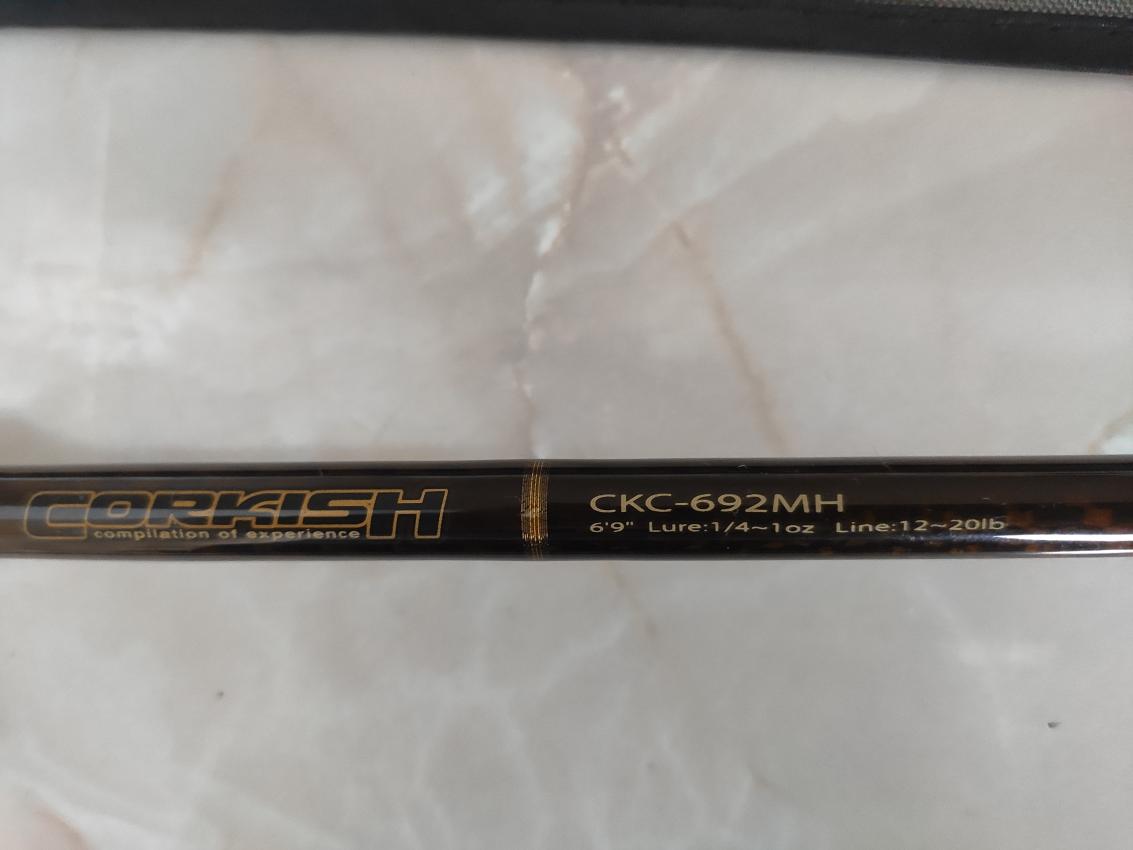 CORKISH
compilation of experience
CKC-692MH
6'9" Lure:1/4~1oz Line:12~20lb